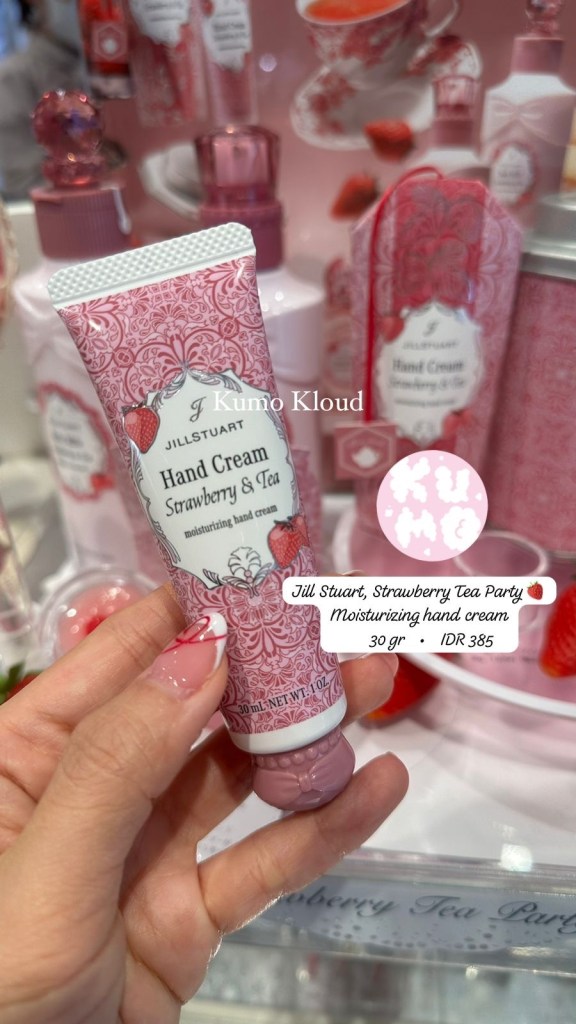 Kumo Kloud
J
JILLSTUART
Hand Cream
Strawberry & Tea
moisturizing hand cream
30 mL NET WT. 1 OZ.
J
JILLSTUART
Hand Cream
Strawberry & Tea
KU
MO
Jill Stuart, Strawberry Tea Party 🍓
Moisturizing hand cream
30 gr • IDR 385
Tea Party